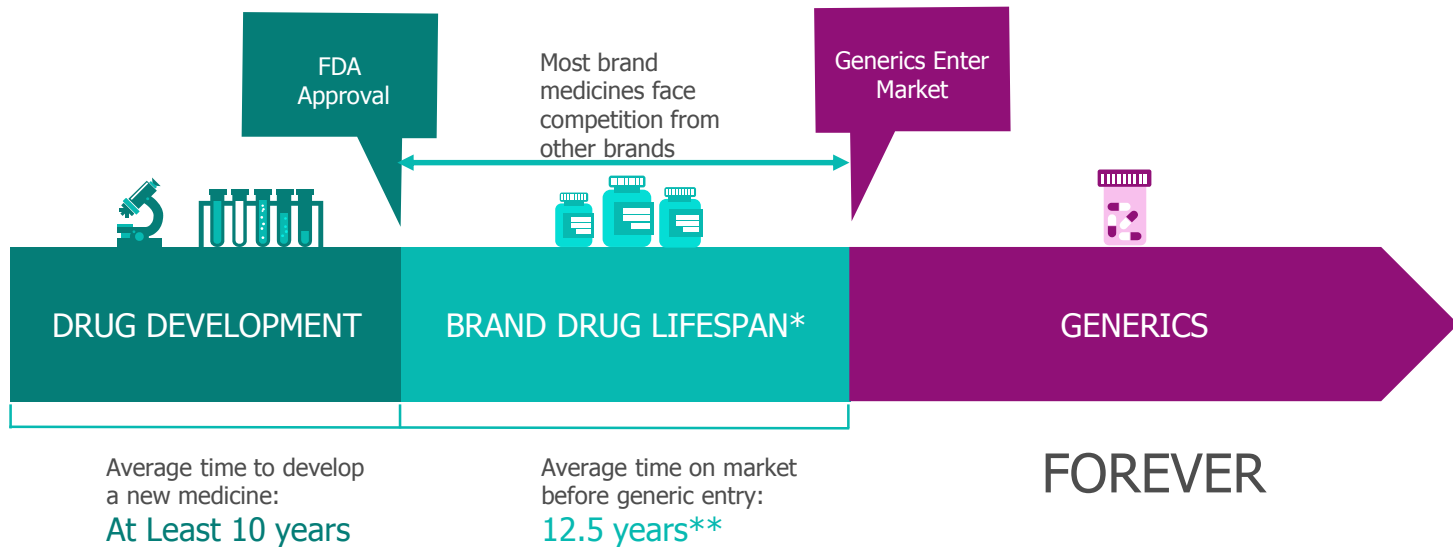 FDA
Approval
Most brand
medicines face
competition from
other brands
Generics Enter
Market
DRUG DEVELOPMENT
BRAND DRUG LIFESPAN*
GENERICS
Average time to develop
a new medicine:
At Least 10 years
Average time on market
before generic entry:
12.5 years**
FOREVER